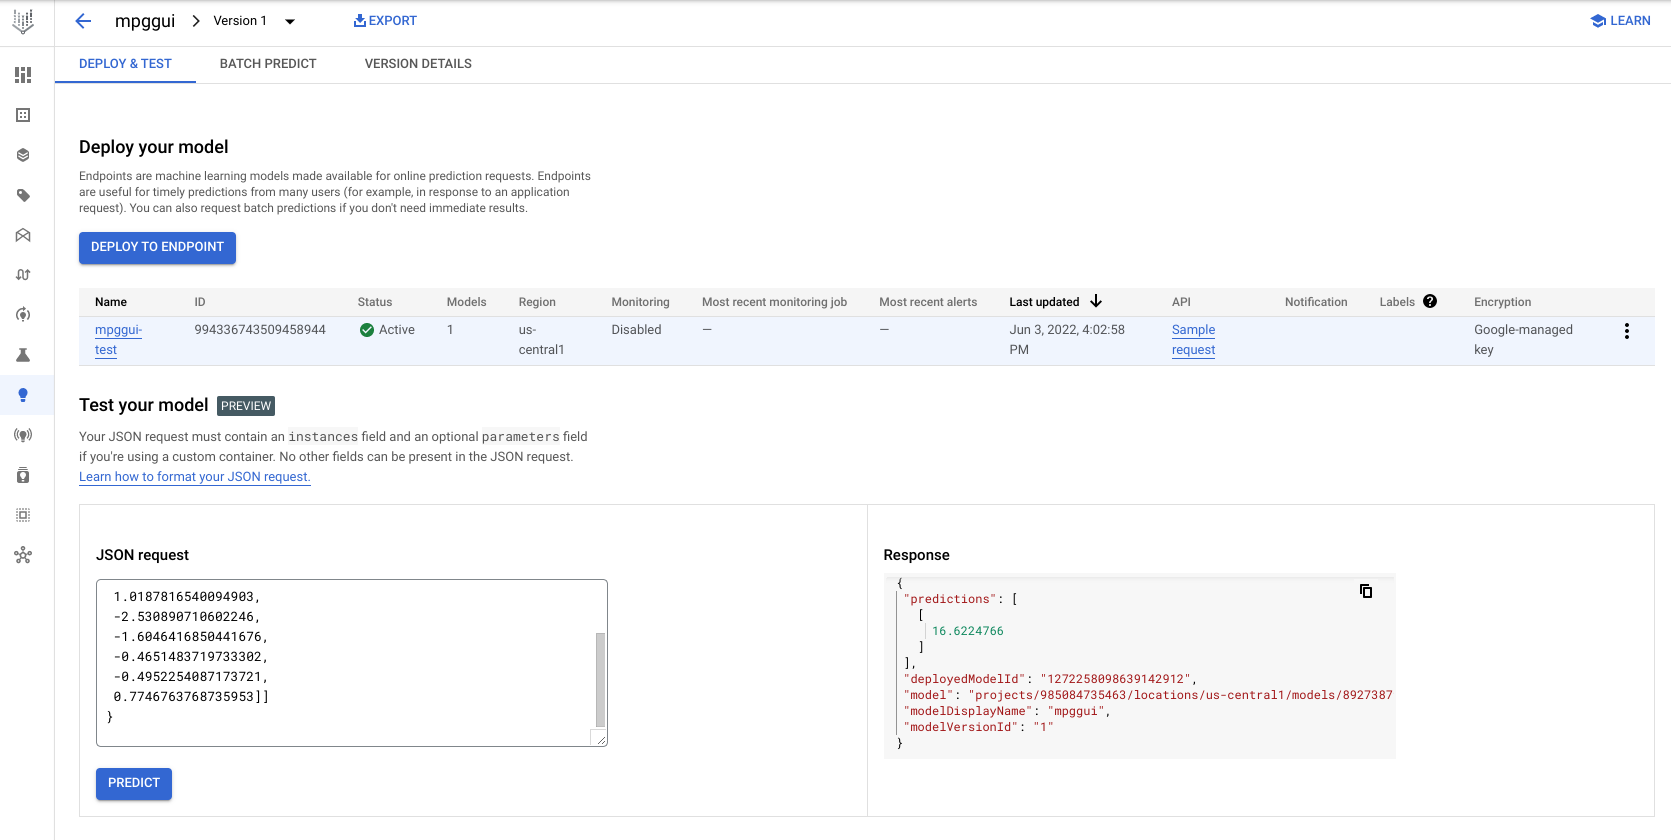 mpggui
Version 1
EXPORT
LEARN
DEPLOY & TEST
BATCH PREDICT
VERSION DETAILS
Deploy your model
Endpoints are machine learning models made available for online prediction requests. Endpoints
are useful for timely predictions from many users (for example, in response to an application
request). You can also request batch predictions if you don't need immediate results.
DEPLOY TO ENDPOINT
Name ID Status Models Region Monitoring Most recent monitoring job Most recent alerts Last updated API Notification Labels Encryption
mpggui- 994336743509458944 Active 1 us- Disabled — — Jun 3, 2022, 4:02:58 Sample Google-managed
test central1 PM request key
Test your model PREVIEW
Your JSON request must contain an instances field and an optional parameters field
if you're using a custom container. No other fields can be present in the JSON request.
Learn how to format your JSON request.
JSON request
1.0187816540094903,
-2.530890710602246,
-1.6046416850441676,
-0.4651483719733302,
-0.4952254087173721,
0.7746763768735953]]
}
PREDICT
Response
{
"predictions": [
[
16.6224766
]
],
"deployedModelId": "1272258098639142912",
"model": "projects/985084735463/locations/us-central1/models/8927387
"modelDisplayName": "mpggui",
"modelVersionId": "1"
}